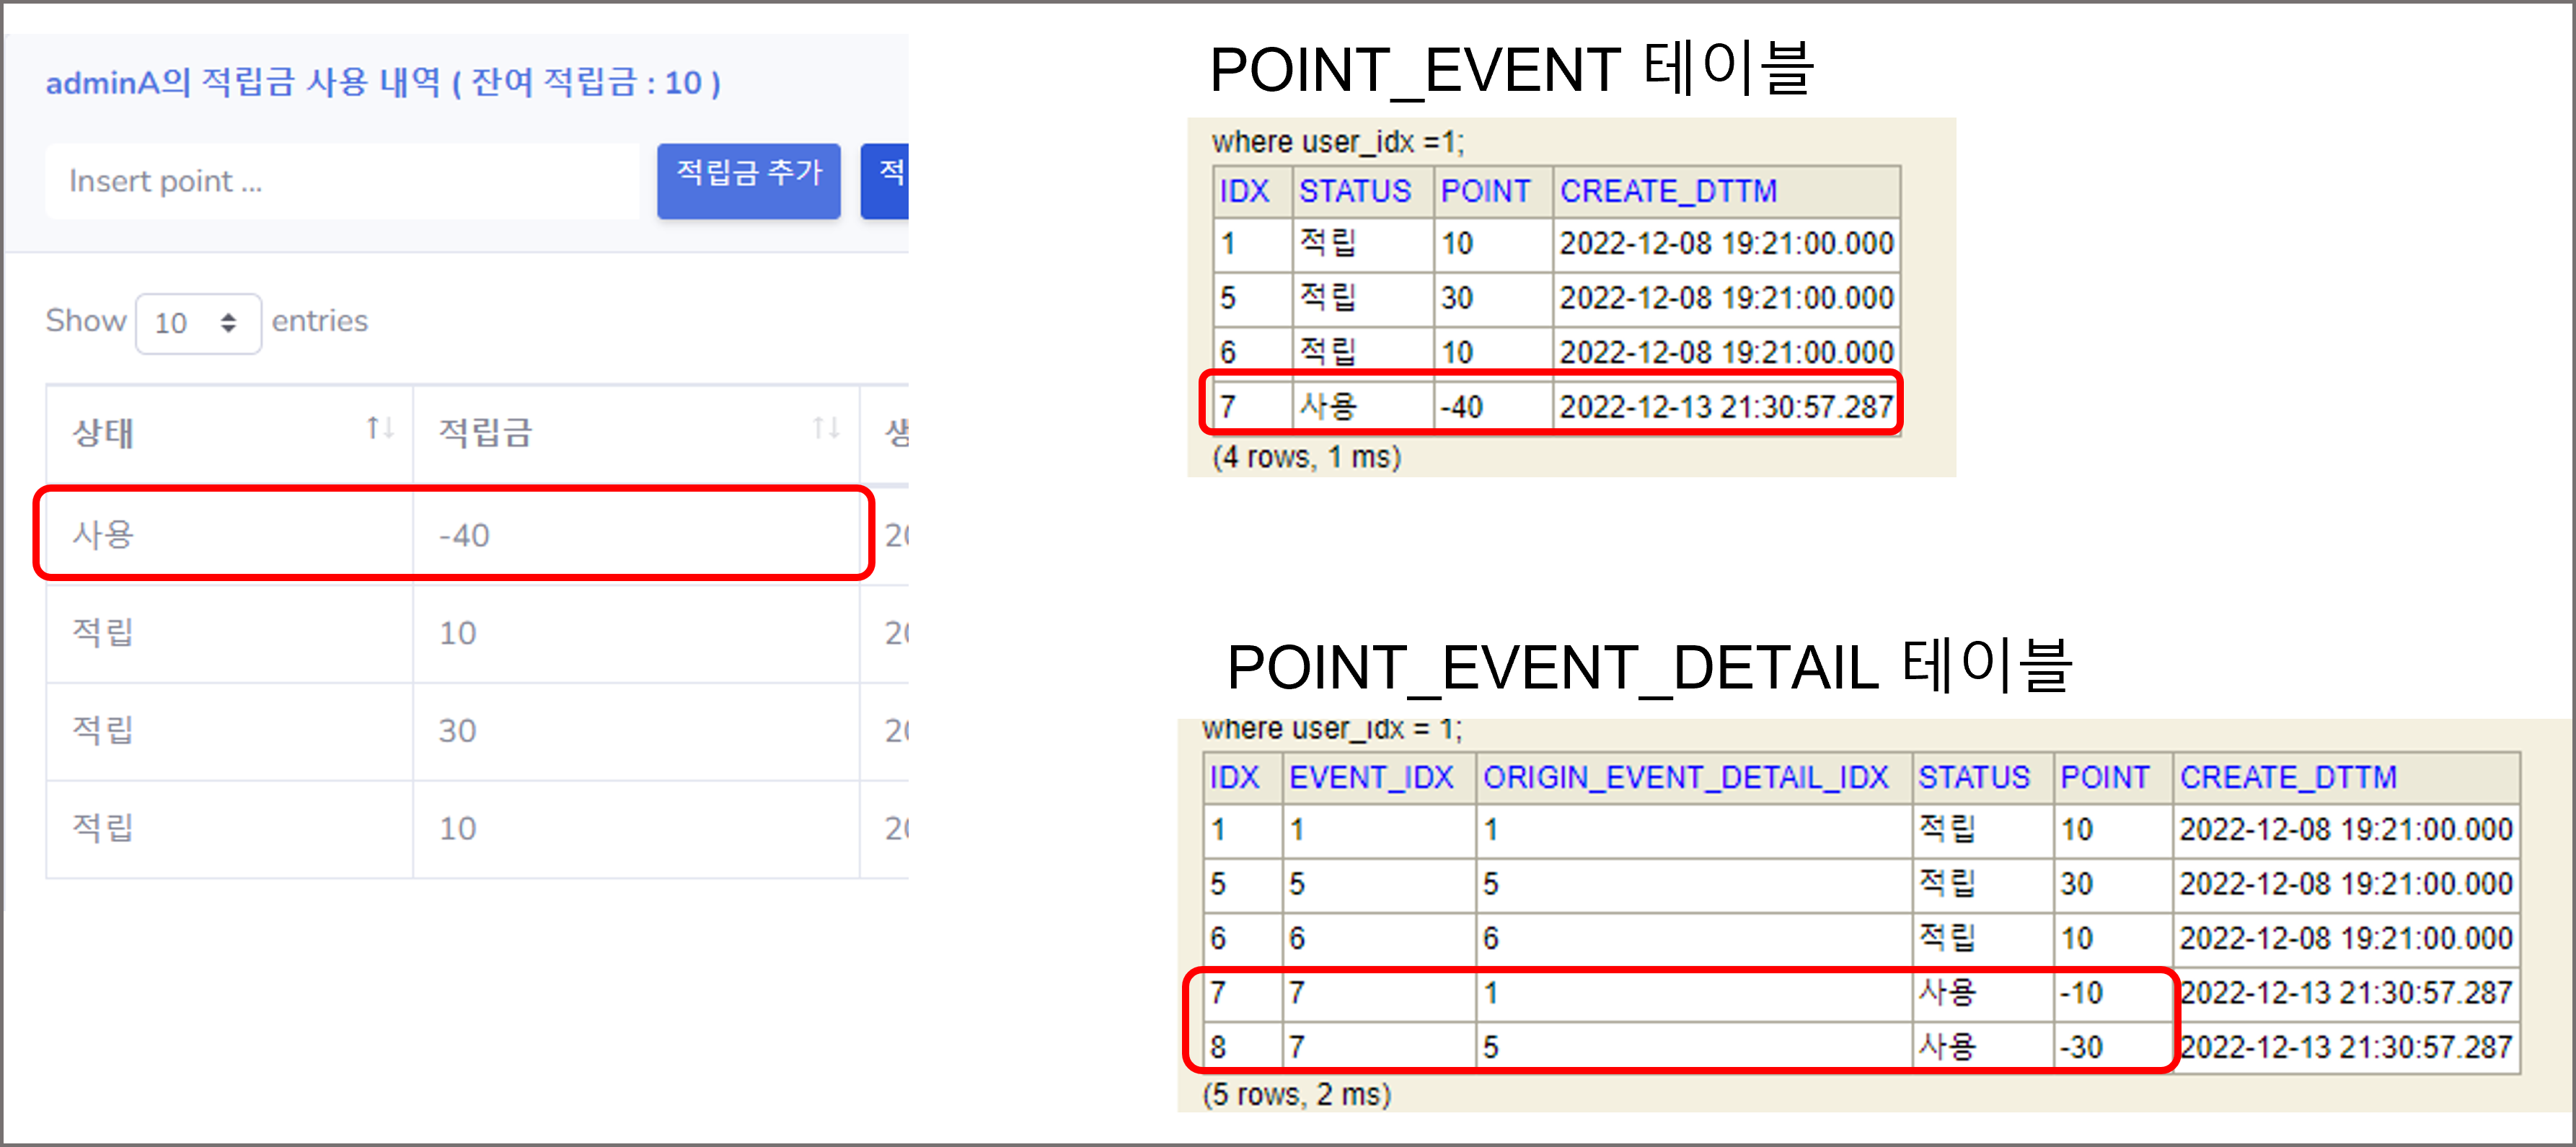 adminA의 적립금 사용 내역 ( 잔여 적립금 : 10 )
Insert point ...
적립금 추가
적
Show 10 entries
상태 적립금 생
사용 -40 20
적립 10 20
적립 30 20
적립 10 20
POINT_EVENT 테이블
where user_idx =1;
IDX STATUS POINT CREATE_DTTM
1 적립 10 2022-12-08 19:21:00.000
5 적립 30 2022-12-08 19:21:00.000
6 적립 10 2022-12-08 19:21:00.000
7 사용 -40 2022-12-13 21:30:57.287
(4 rows, 1 ms)
POINT_EVENT_DETAIL 테이블
where user_idx = 1;
IDX EVENT_IDX ORIGIN_EVENT_DETAIL_IDX STATUS POINT CREATE_DTTM
1 1 1 적립 10 2022-12-08 19:21:00.000
5 5 5 적립 30 2022-12-08 19:21:00.000
6 6 6 적립 10 2022-12-08 19:21:00.000
7 7 1 사용 -10 2022-12-13 21:30:57.287
8 7 5 사용 -30 2022-12-13 21:30:57.287
(5 rows, 2 ms)